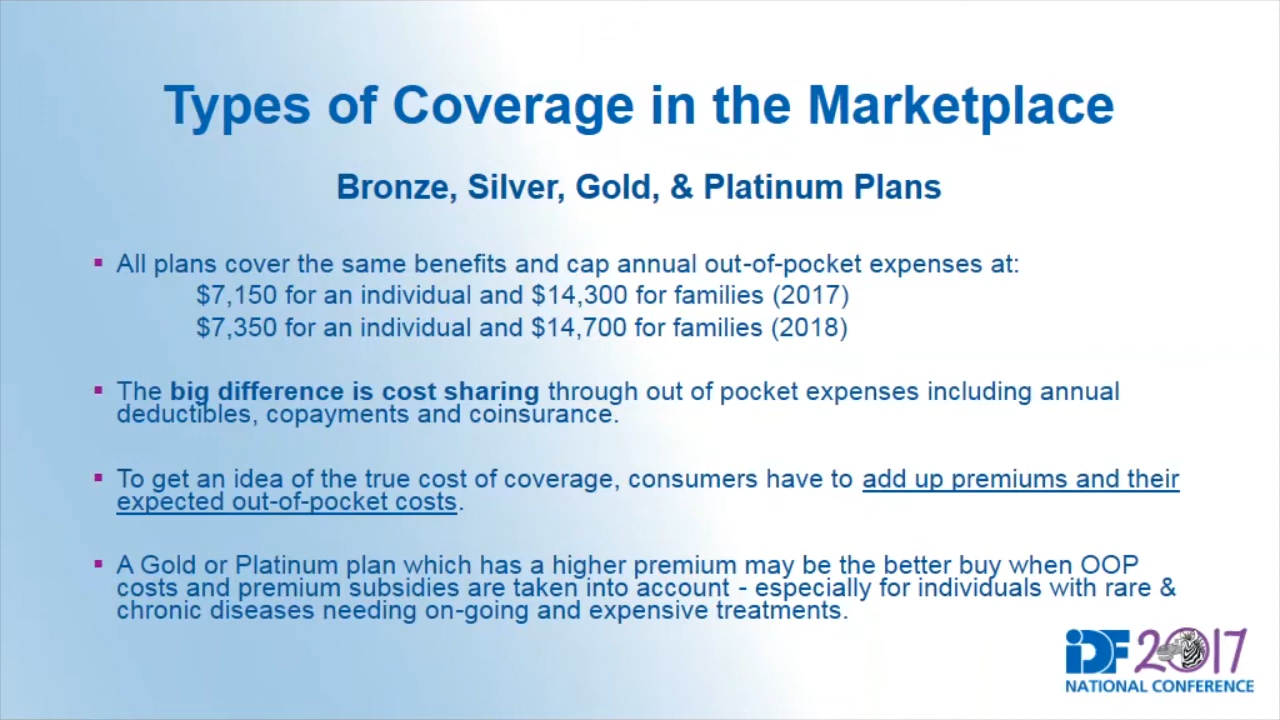 Types of Coverage in the Marketplace
Bronze, Silver, Gold, & Platinum Plans
▪ All plans cover the same benefits and cap annual out-of-pocket expenses at:
$7,150 for an individual and $14,300 for families (2017)
$7,350 for an individual and $14,700 for families (2018)
▪ The big difference is cost sharing through out of pocket expenses including annual
deductibles, copayments and coinsurance.
▪ To get an idea of the true cost of coverage, consumers have to add up premiums and their
expected out-of-pocket costs.
▪ A Gold or Platinum plan which has a higher premium may be the better buy when OOP
costs and premium subsidies are taken into account - especially for individuals with rare &
chronic diseases needing on-going and expensive treatments.
IDF 2017
NATIONAL CONFERENCE